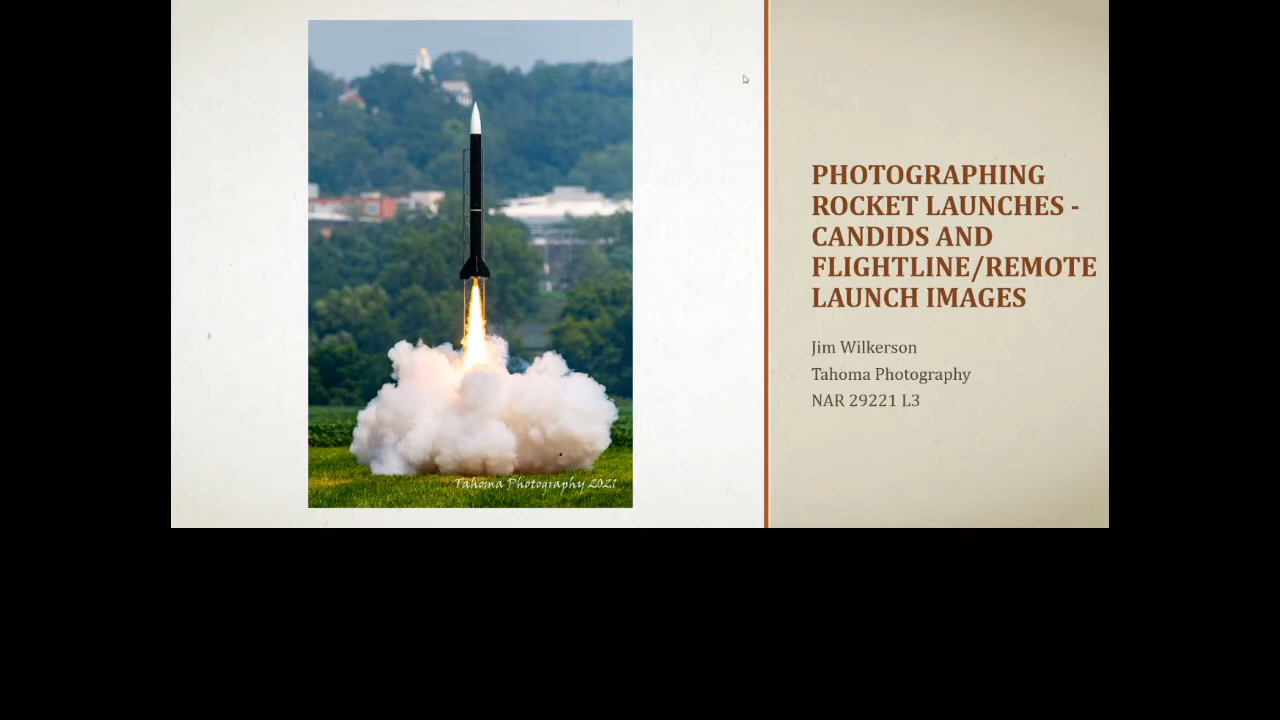 PHOTOGRAPHING
ROCKET LAUNCHES -
CANDIDS AND
FLIGHTLINE/REMOTE
LAUNCH IMAGES
Jim Wilkerson
Tahoma Photography
NAR 29221 L3
Tahoma Photography 2021